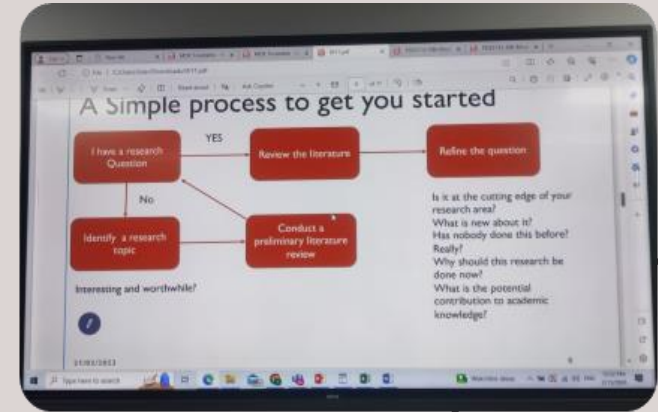 A Simple process to get you started
I have a research
Question
YES
Review the literature
Refine the question
No
Identify a research
topic
Conduct a
preliminary literature
review
Interesting and worthwhile?
Is it at the cutting edge of your
research area?
What is new about it?
Has nobody done this before?
Really?
Why should this research be
done now?
What is the potential
contribution to academic
knowledge?
Type here to search